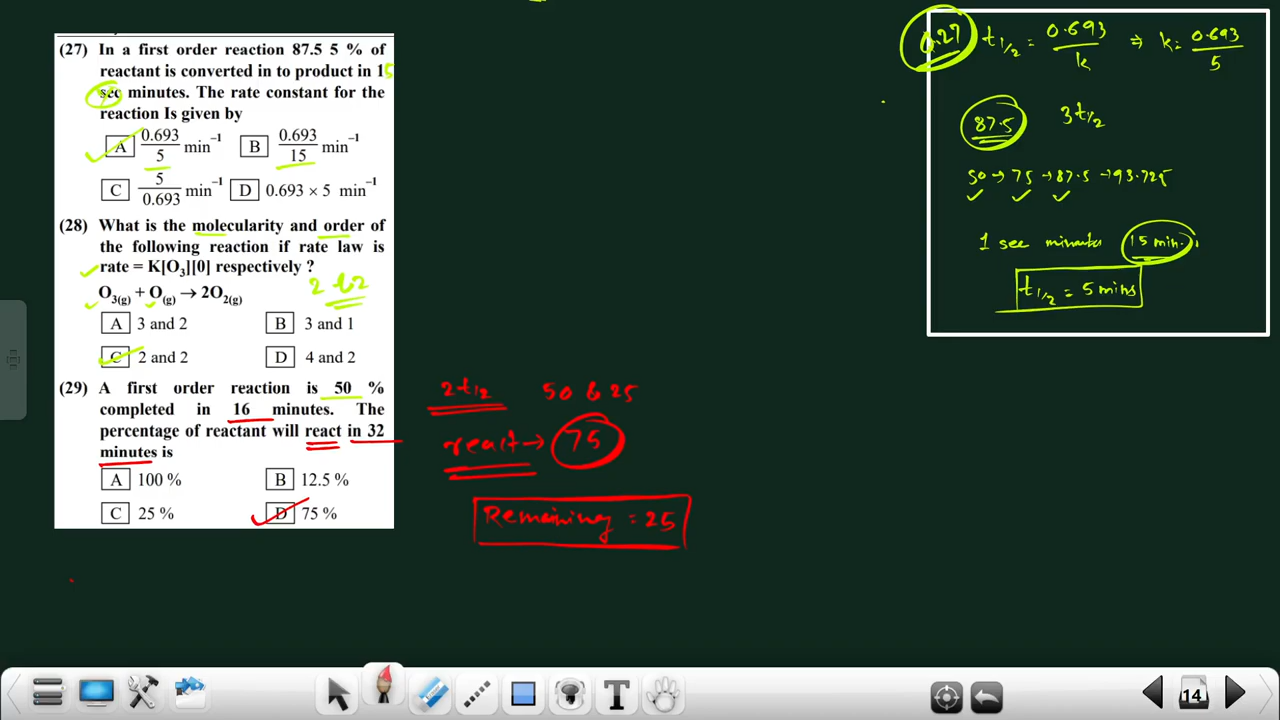 (27) In a first order reaction 87.5 5 % of
reactant is converted in to product in 15
sec minutes. The rate constant for the
reaction Is given by
A 0.693/5 min⁻¹ B 0.693/15 min⁻¹
C 5/0.693 min⁻¹ D 0.693 × 5 min⁻¹
(28) What is the molecularity and order of
the following reaction if rate law is
rate = K[O₃][0] respectively ?
2 & 2
O₃(g) + O(g) → 2O₂(g)
A 3 and 2 B 3 and 1
C 2 and 2 D 4 and 2
(29) A first order reaction is 50 %
completed in 16 minutes. The
percentage of reactant will react in 32
minutes is
A 100 % B 12.5 %
C 25 % D 75 %
2t1/2 50 & 25
react → 75
Remaining = 25
Q.27 t1/2 = 0.693/k ⇒ k = 0.693/5
87.5 3t1/2
50 → 75 → 87.5 → 93.725
1 sec minutes 15 min.
t1/2 = 5 mins
T
14